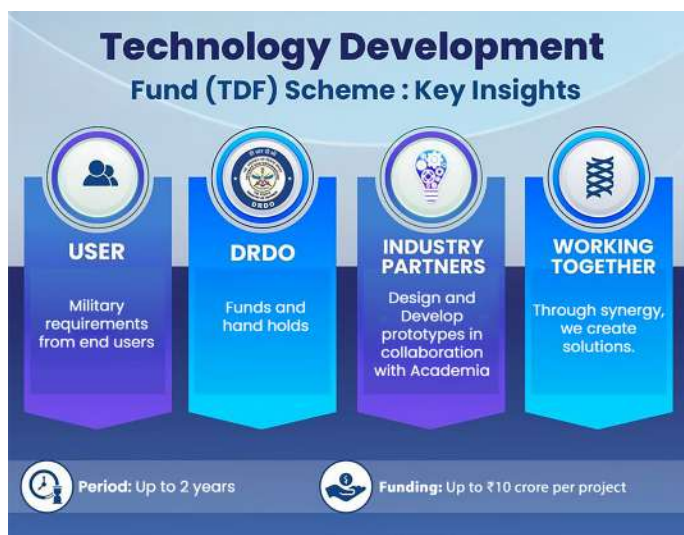 Technology Development
Fund (TDF) Scheme : Key Insights
USER
Military
requirements
from end users
DRDO
DRDO
Funds and
hand holds
INDUSTRY
PARTNERS
Design and
Develop
prototypes in
collaboration
with Academia
WORKING
TOGETHER
Through synergy,
we create
solutions.
Period: Up to 2 years
Funding: Up to ₹10 crore per project